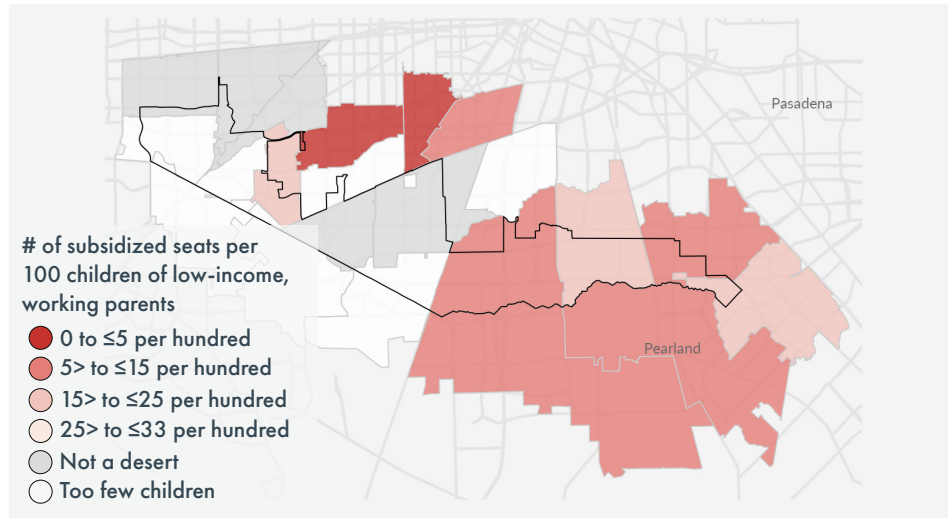 Pasadena
# of subsidized seats per
100 children of low-income,
working parents
0 to ≤5 per hundred
5> to ≤15 per hundred
15> to ≤25 per hundred
25> to ≤33 per hundred
Not a desert
Too few children
Pearland